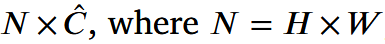 N × Ĉ, where N = H × W